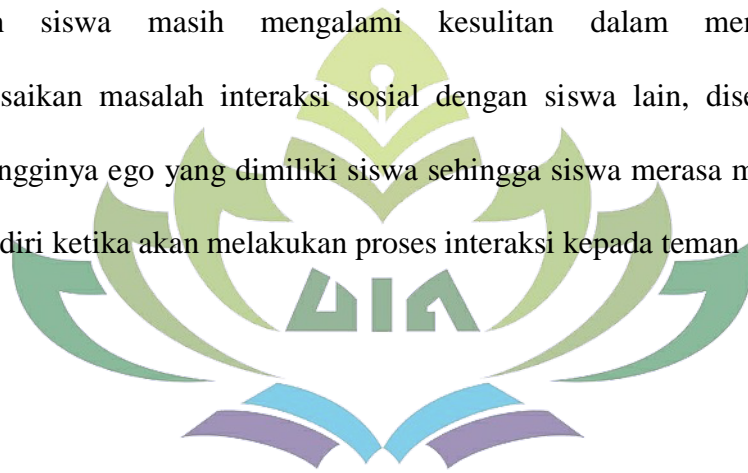 siswa masih mengalami kesulitan dalam
saikan masalah interaksi sosial dengan siswa lain,
ngginya ego yang dimiliki siswa sehingga siswa merasa
diri ketika akan melakukan proses interaksi kepada teman
UIN